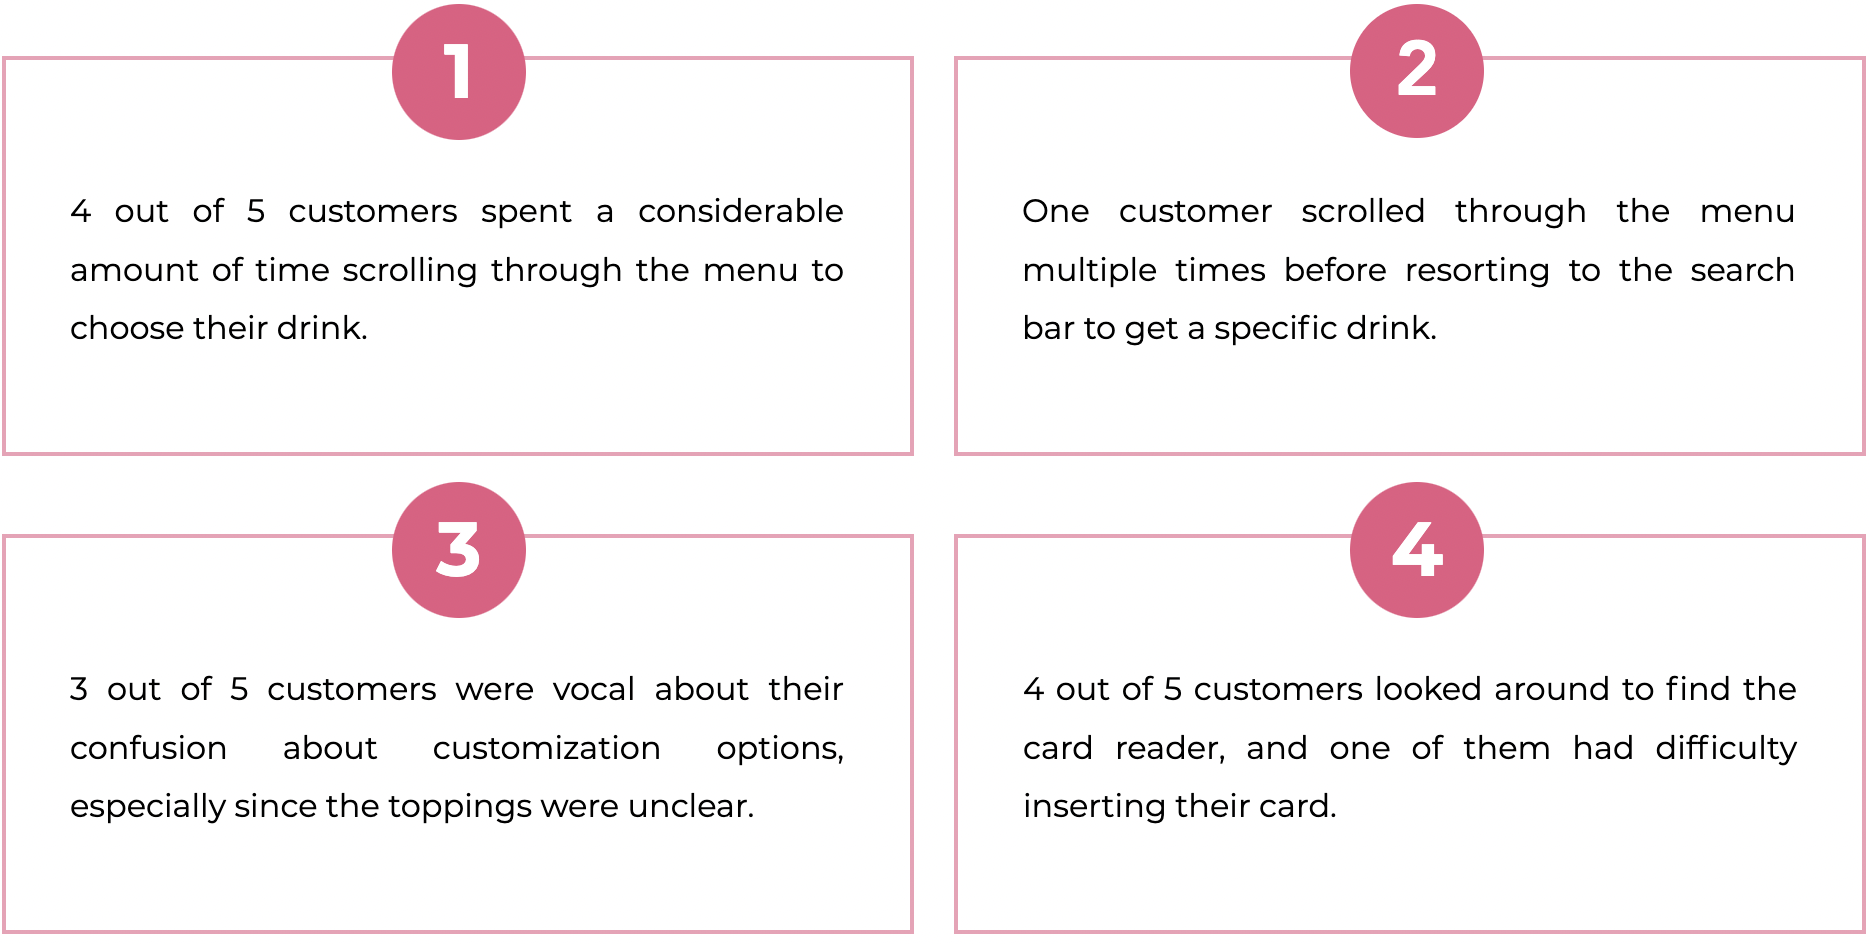 1
4 out of 5 customers spent a considerable
amount of time scrolling through the menu to
choose their drink.
2
One customer scrolled through the menu
multiple times before resorting to the search
bar to get a specific drink.
3
3 out of 5 customers were vocal about their
confusion about customization options,
especially since the toppings were unclear.
4
4 out of 5 customers looked around to find the
card reader, and one of them had difficulty
inserting their card.